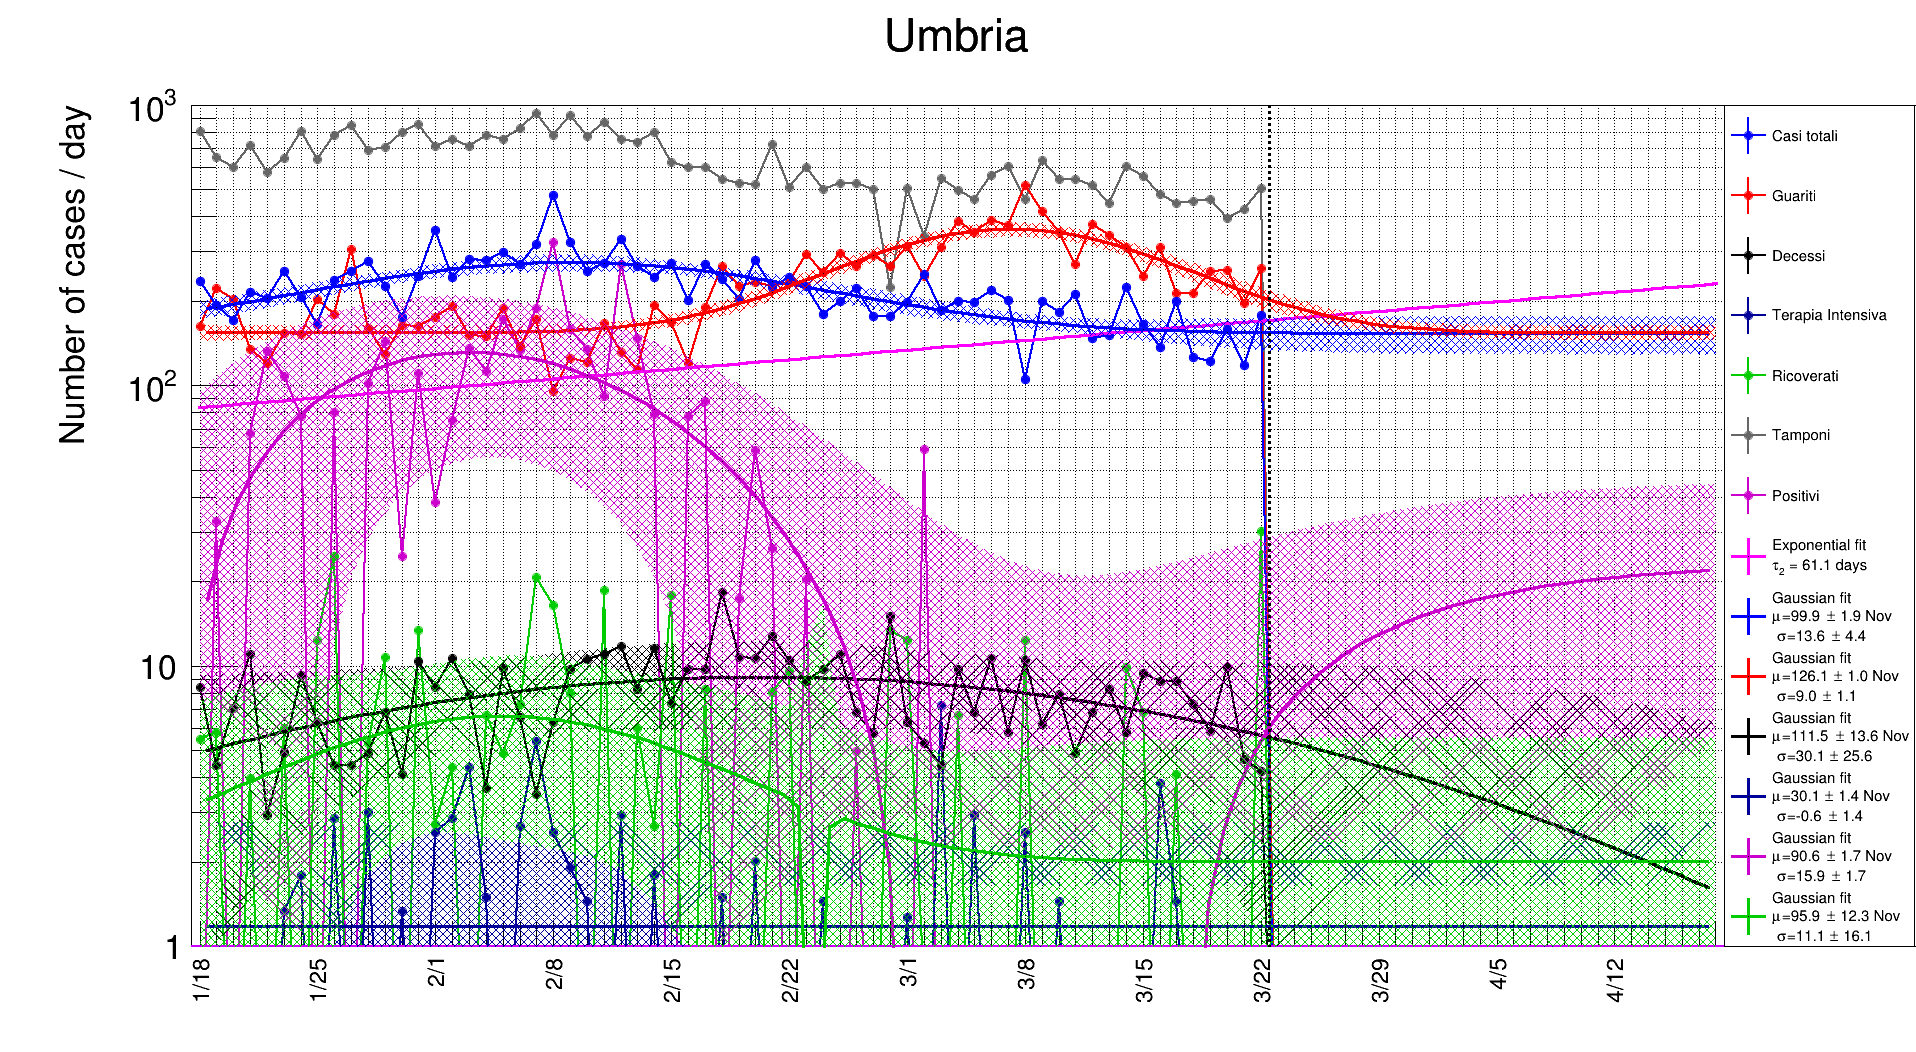 Umbria
Number of cases / day
10³
10²
10
1
1/18
1/25
2/1
2/8
2/15
2/22
3/1
3/8
3/15
3/22
3/29
4/5
4/12
Casi totali
Guariti
Decessi
Terapia Intensiva
Ricoverati
Tamponi
Positivi
Exponential fit
τ₂ = 61.1 days
Gaussian fit
μ=99.9 ± 1.9 Nov
σ=13.6 ± 4.4
Gaussian fit
μ=126.1 ± 1.0 Nov
σ=9.0 ± 1.1
Gaussian fit
μ=111.5 ± 13.6 Nov
σ=30.1 ± 25.6
Gaussian fit
μ=30.1 ± 1.4 Nov
σ=-0.6 ± 1.4
Gaussian fit
μ=90.6 ± 1.7 Nov
σ=15.9 ± 1.7
Gaussian fit
μ=95.9 ± 12.3 Nov
σ=11.1 ± 16.1